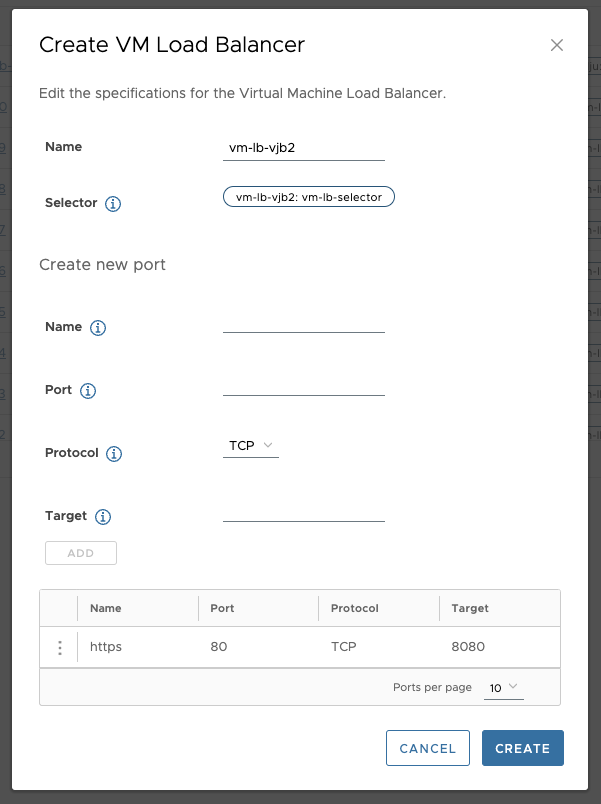 Create VM Load Balancer
Edit the specifications for the Virtual Machine Load Balancer.
Name vm-lb-vjb2
Selector vm-lb-vjb2: vm-lb-selector
Create new port
Name
Port
Protocol TCP
Target
ADD
Name Port Protocol Target
https 80 TCP 8080
Ports per page 10
CANCEL CREATE